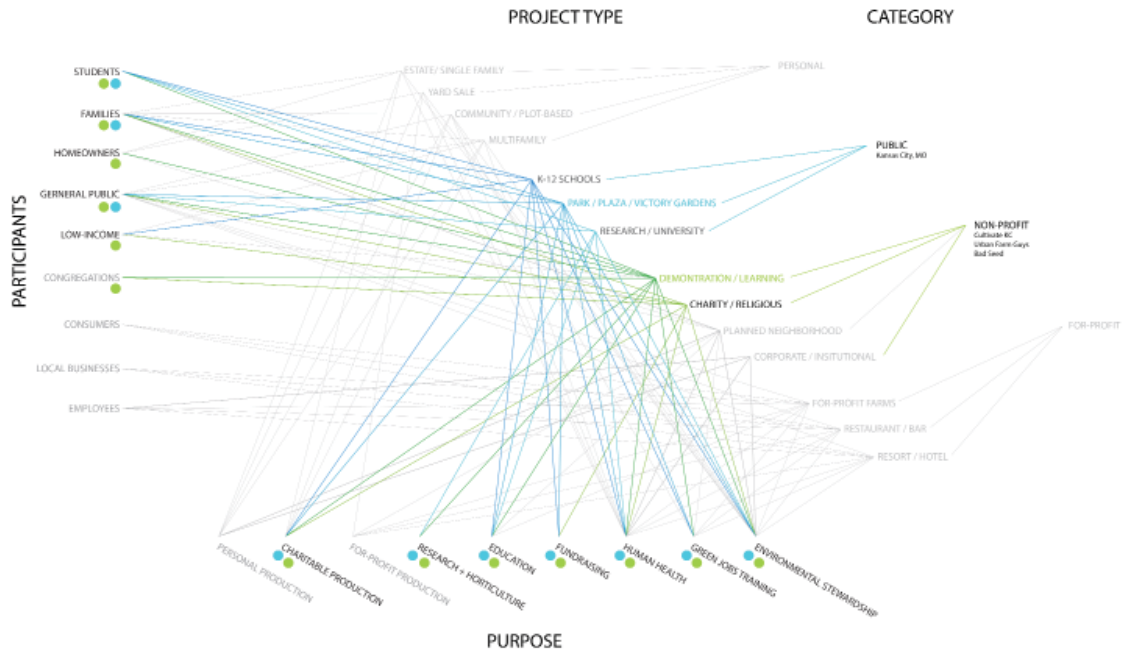 PROJECT TYPE
CATEGORY
PARTICIPANTS
STUDENTS
FAMILIES
HOMEOWNERS
GERNERAL PUBLIC
LOW-INCOME
CONGREGATIONS
CONSUMERS
LOCAL BUSINESSES
EMPLOYEES
ESTATE/ SINGLE FAMILY
YARD SALE
COMMUNITY / PLOT-BASED
MULTIFAMILY
K-12 SCHOOLS
PARK / PLAZA / VICTORY GARDENS
RESEARCH / UNIVERSITY
DEMONTRATION / LEARNING
CHARITY / RELIGIOUS
PLANNED NEIGHBORHOOD
CORPORATE / INSITUTIONAL
FOR-PROFIT FARMS
RESTAURANT / BAR
RESORT / HOTEL
PERSONAL
PUBLIC
Kansas City, MO
NON-PROFIT
Cultivate KC
Urban Farm Guys
Bad Seed
FOR-PROFIT
PERSONAL PRODUCTION
CHARITABLE PRODUCTION
FOR-PROFIT PRODUCTION
RESEARCH + HORTICULTURE
EDUCATION
FUNDRAISING
HUMAN HEALTH
GREEN JOBS TRAINING
ENVIRONMENTAL STEWARDSHIP
PURPOSE